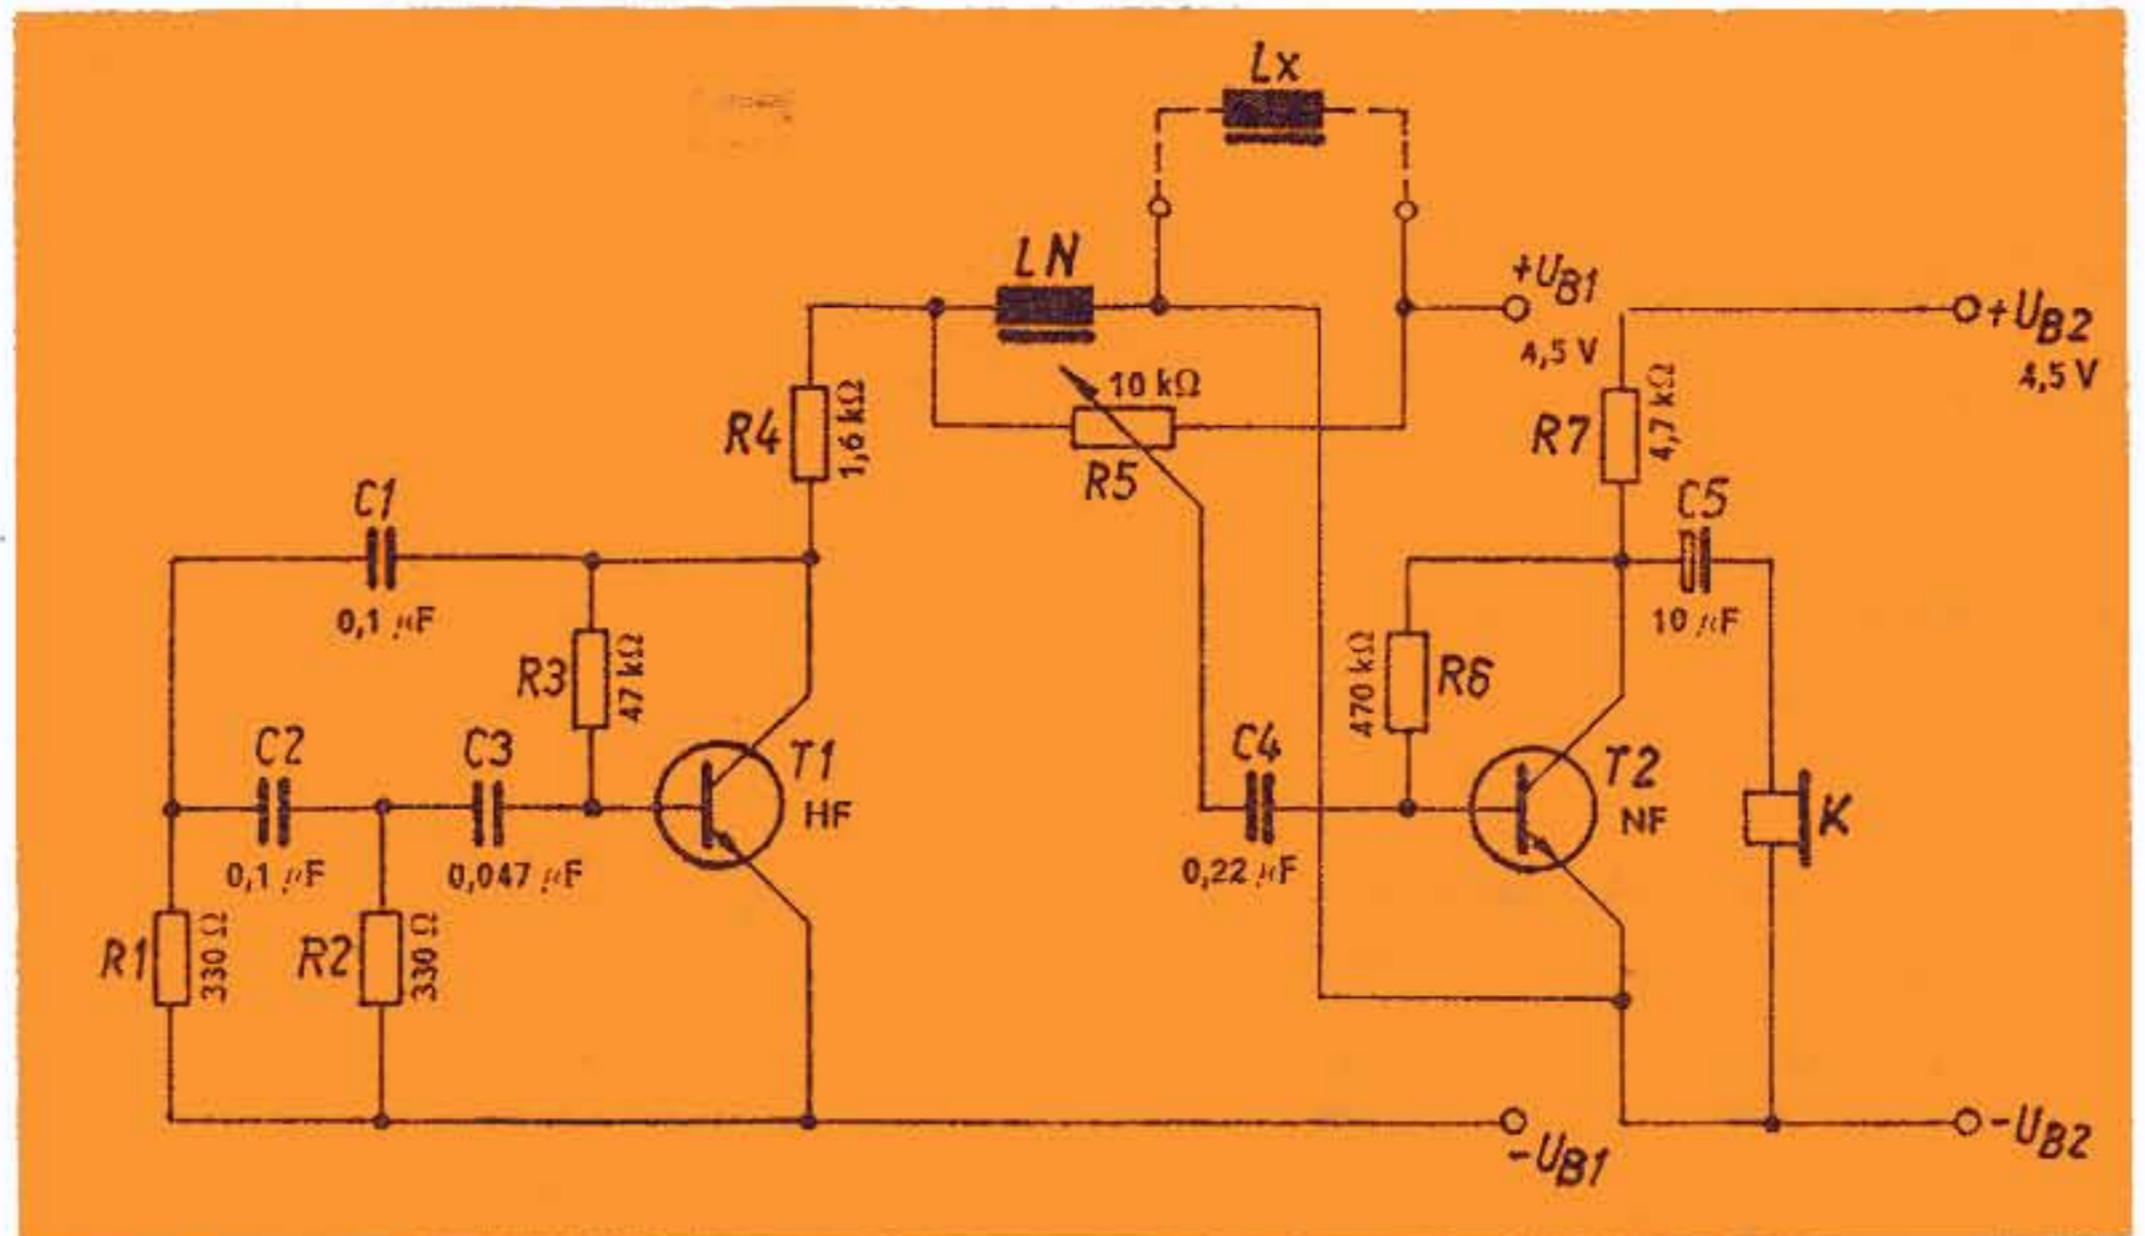 Lx
LN
+UB1
4,5 V
+UB2
4,5 V
10 kΩ
R5
R4
1,6 kΩ
R7
4,7 kΩ
C1
0,1 µF
C5
10 µF
R3
47 kΩ
470 kΩ
R6
C2
0,1 µF
C3
0,047 µF
T1
HF
C4
0,22 µF
T2
NF
K
R1
330 Ω
R2
330 Ω
-UB1
-UB2